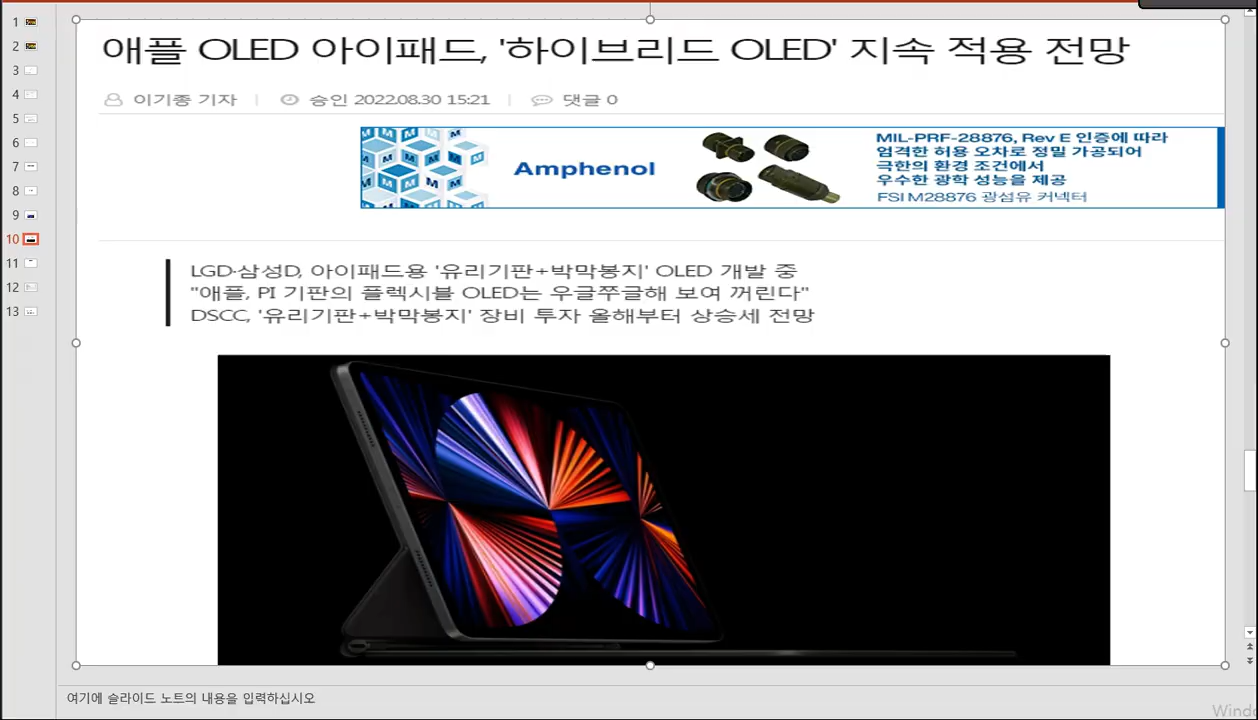 1
2
3
4
5
6
7
8
9
10
11
12
13
애플 OLED 아이패드, '하이브리드 OLED' 지속 적용 전망
이기종 기자 | 승인 2022.08.30 15:21 | 댓글 0
Amphenol
MIL-PRF-28876, Rev E 인증에 따라
엄격한 허용 오차로 정밀 가공되어
극한의 환경 조건에서
우수한 광학 성능을 제공
FSI M28876 광섬유 커넥터
LGD·삼성D, 아이패드용 '유리기판+박막봉지' OLED 개발 중
"애플, PI 기판의 플렉시블 OLED는 우글쭈글해 보여 꺼린다"
DSCC, '유리기판+박막봉지' 장비 투자 올해부터 상승세 전망
여기에 슬라이드 노트의 내용을 입력하십시오